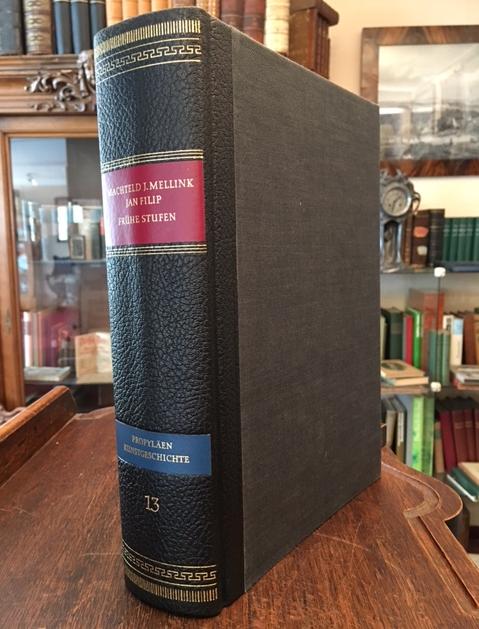 MACHTELD J. MELLINK
JAN FILIP
FRÜHE STUFEN
PROPYLÄEN
KUNSTGESCHICHTE
13